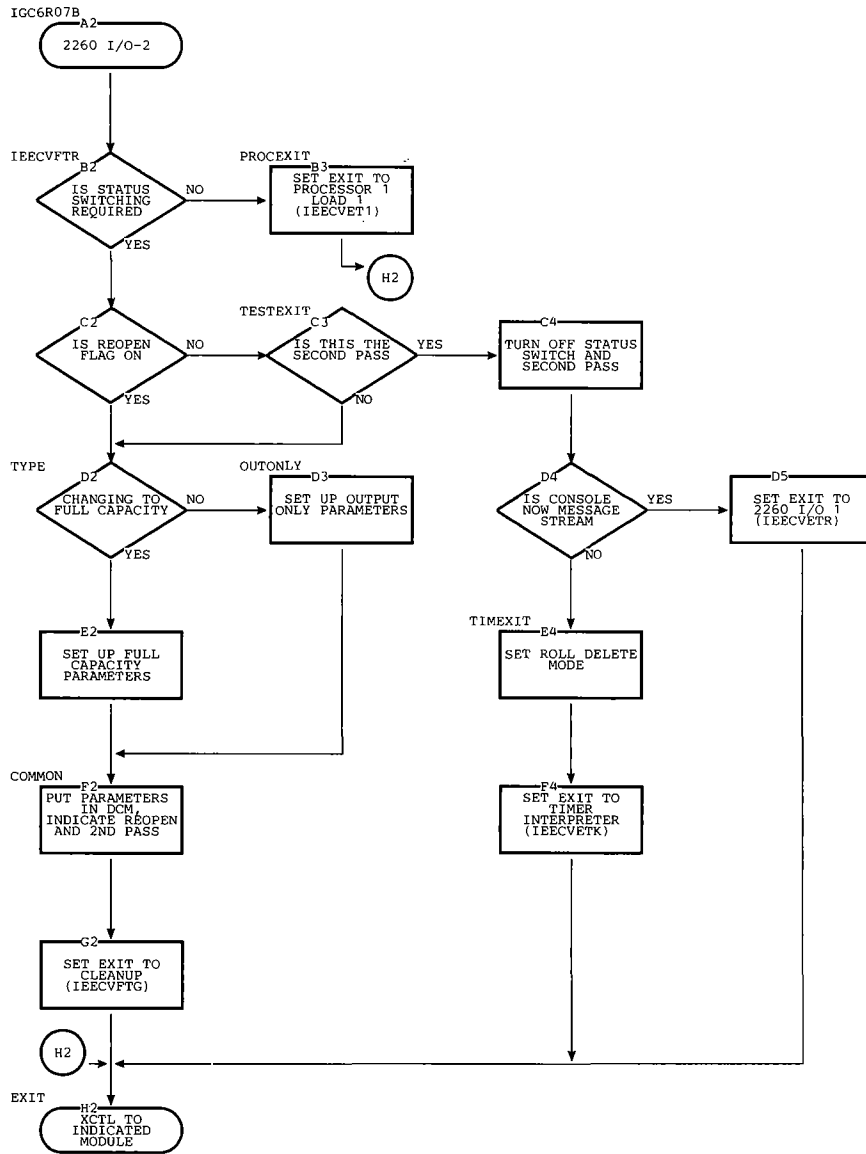 IGC6R07B
A2
2260 I/O-2
IEECVFTR
B2
IS STATUS
SWITCHING
REQUIRED
NO
YES
PROCEXIT
B3
SET EXIT TO
PROCESSOR 1
LOAD 1
(IEECVET1)
H2
C2
IS REOPEN
FLAG ON
NO
YES
TESTEXIT
C3
IS THIS THE
SECOND PASS
YES
NO
C4
TURN OFF STATUS
SWITCH AND
SECOND PASS
TYPE
D2
CHANGING TO
FULL CAPACITY
NO
YES
OUTONLY
D3
SET UP OUTPUT
ONLY PARAMETERS
D4
IS CONSOLE
NOW MESSAGE
STREAM
YES
NO
D5
SET EXIT TO
2260 I/O 1
(IEECVETR)
E2
SET UP FULL
CAPACITY
PARAMETERS
TIMEXIT
E4
SET ROLL DELETE
MODE
COMMON
F2
PUT PARAMETERS
IN DCM,
INDICATE REOPEN
AND 2ND PASS
F4
SET EXIT TO
TIMER
INTERPRETER
(IEECVETK)
G2
SET EXIT TO
CLEANUP
(IEECVFTG)
H2
EXIT
H2
XCTL TO
INDICATED
MODULE